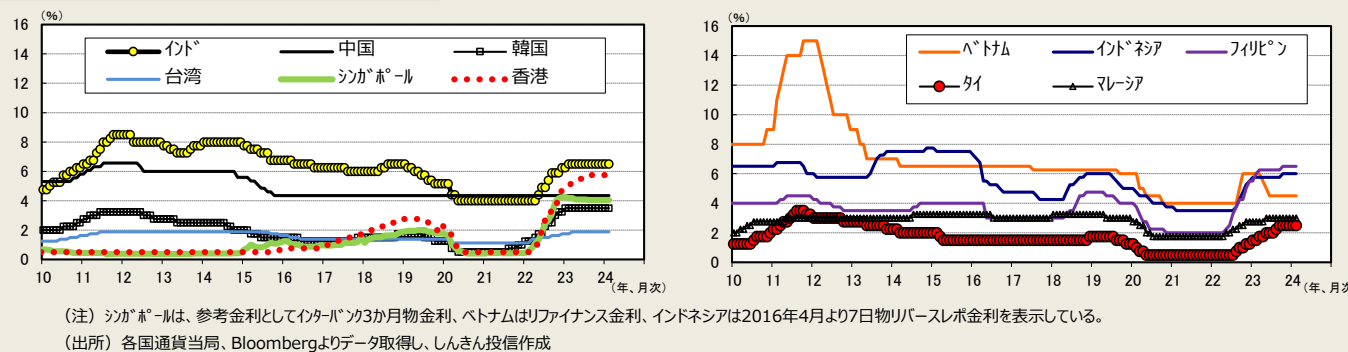 （%）
16
14
12
10
8
6
4
2
0
ｲﾝﾄﾞ 中国 韓国
台湾 ｼﾝｶﾞﾎﾟｰﾙ 香港
10 11 12 13 14 15 16 17 18 19 20 21 22 23 24
（年、月次）
（%）
16
14
12
10
8
6
4
2
0
ﾍﾞﾄﾅﾑ ｲﾝﾄﾞﾈｼｱ ﾌｨﾘﾋﾟﾝ
ﾀｲ ﾏﾚｰｼｱ
10 11 12 13 14 15 16 17 18 19 20 21 22 23 24
（年、月次）
（注）ｼﾝｶﾞﾎﾟｰﾙは、参考金利としてｲﾝﾀｰﾊﾞﾝｸ3か月物金利、ベトナムはリファイナンス金利、インドネシアは2016年4月より7日物リバースレポ金利を表示している。
（出所）各国通貨当局、Bloombergよりデータ取得し、しんきん投信作成